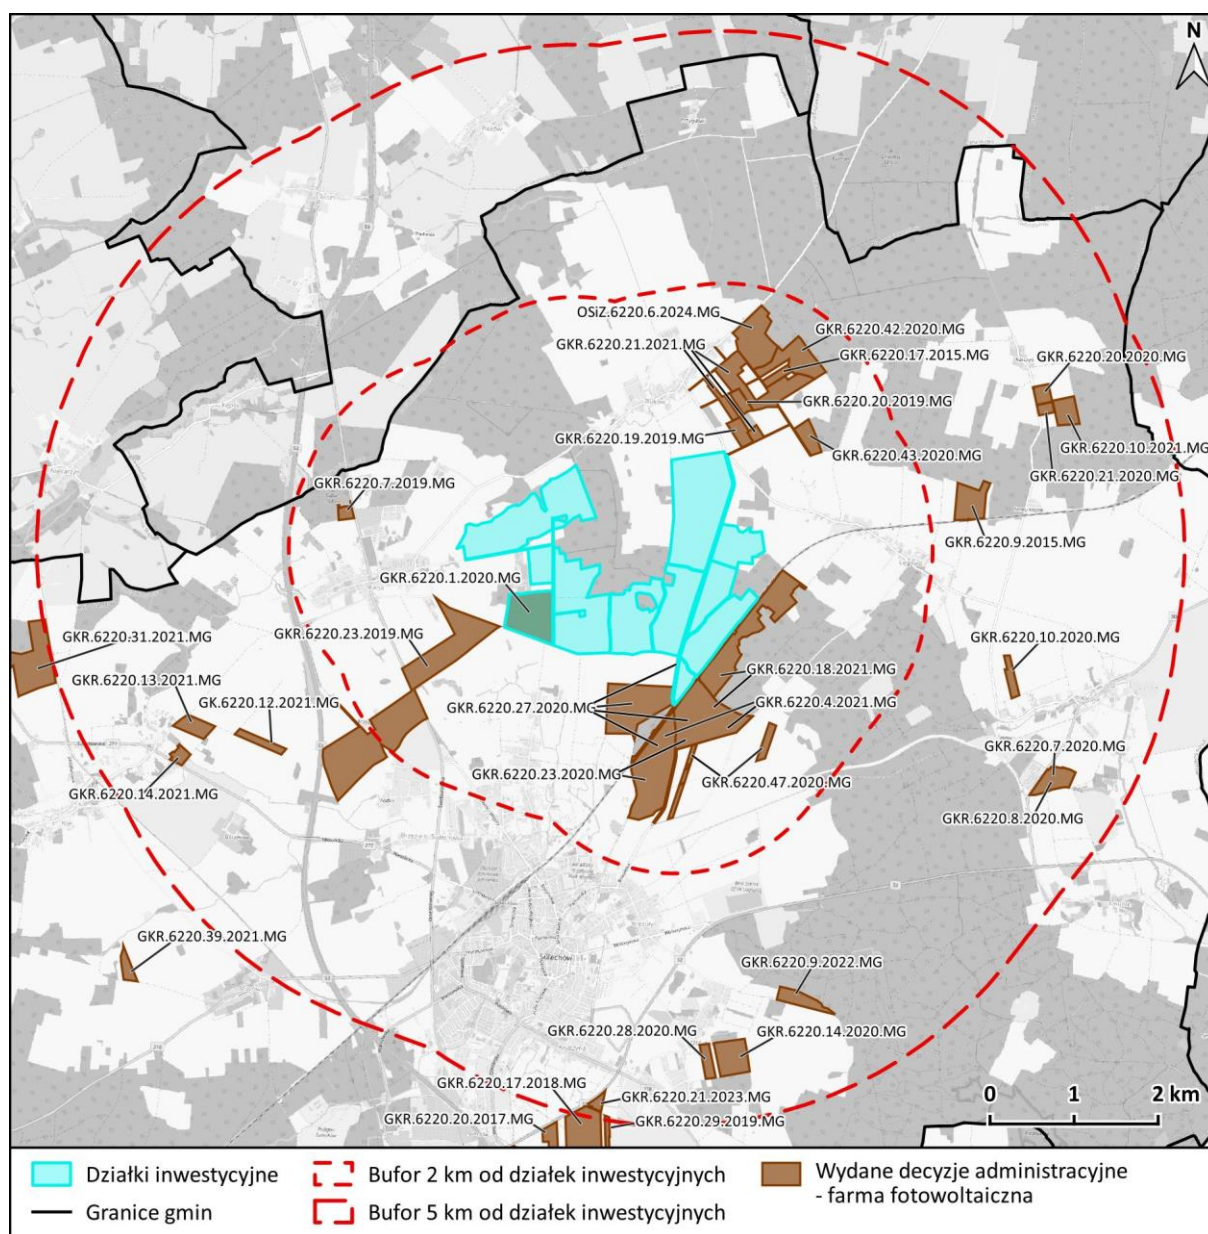 N
OSiZ.6220.6.2024.MG
GKR.6220.42.2020.MG
GKR.6220.21.2021.MG
GKR.6220.17.2015.MG
GKR.6220.20.2020.MG
GKR.6220.20.2019.MG
GKR.6220.19.2019.MG
GKR.6220.10.2021.MG
GKR.6220.43.2020.MG
GKR.6220.21.2020.MG
GKR.6220.7.2019.MG
GKR.6220.9.2015.MG
GKR.6220.1.2020.MG
GKR.6220.31.2021.MG
GKR.6220.23.2019.MG
GKR.6220.10.2020.MG
GKR.6220.18.2021.MG
GKR.6220.13.2021.MG
GK.6220.12.2021.MG
GKR.6220.27.2020.MG
GKR.6220.4.2021.MG
GKR.6220.7.2020.MG
GKR.6220.23.2020.MG
GKR.6220.47.2020.MG
GKR.6220.14.2021.MG
GKR.6220.8.2020.MG
Sulechów
GKR.6220.39.2021.MG
GKR.6220.9.2022.MG
GKR.6220.28.2020.MG
GKR.6220.14.2020.MG
GKR.6220.17.2018.MG
GKR.6220.21.2023.MG
GKR.6220.20.2017.MG
GKR.6220.29.2019.MG
0 1 2 km
Działki inwestycyjne
Bufor 2 km od działek inwestycyjnych
Wydane decyzje administracyjne
- farma fotowoltaiczna
Granice gmin
Bufor 5 km od działek inwestycyjnych